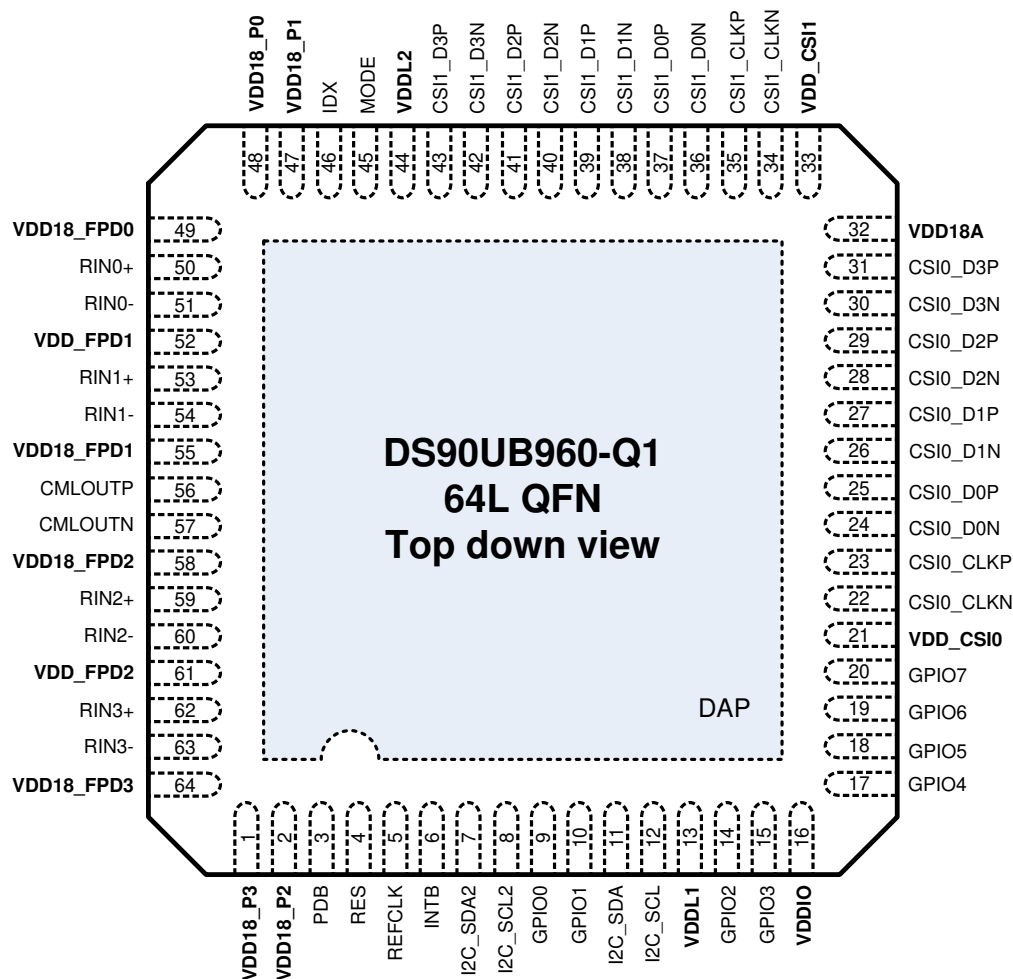 VDD18_P0
VDD18_P1
IDX
MODE
VDDL2
CSI1_D3P
CSI1_D3N
CSI1_D2P
CSI1_D2N
CSI1_D1P
CSI1_D1N
CSI1_D0P
CSI1_D0N
CSI1_CLKP
CSI1_CLKN
VDD_CSI1
48
47
46
45
44
43
42
41
40
39
38
37
36
35
34
33
VDD18_FPD0 49
RIN0+ 50
RIN0- 51
VDD_FPD1 52
RIN1+ 53
RIN1- 54
VDD18_FPD1 55
CMLOUTP 56
CMLOUTN 57
VDD18_FPD2 58
RIN2+ 59
RIN2- 60
VDD_FPD2 61
RIN3+ 62
RIN3- 63
VDD18_FPD3 64
DS90UB960-Q1
64L QFN
Top down view
DAP
32 VDD18A
31 CSI0_D3P
30 CSI0_D3N
29 CSI0_D2P
28 CSI0_D2N
27 CSI0_D1P
26 CSI0_D1N
25 CSI0_D0P
24 CSI0_D0N
23 CSI0_CLKP
22 CSI0_CLKN
21 VDD_CSI0
20 GPIO7
19 GPIO6
18 GPIO5
17 GPIO4
1
2
3
4
5
6
7
8
9
10
11
12
13
14
15
16
VDD18_P3
VDD18_P2
PDB
RES
REFCLK
INTB
I2C_SDA2
I2C_SCL2
GPIO0
GPIO1
I2C_SDA
I2C_SCL
VDDL1
GPIO2
GPIO3
VDDIO